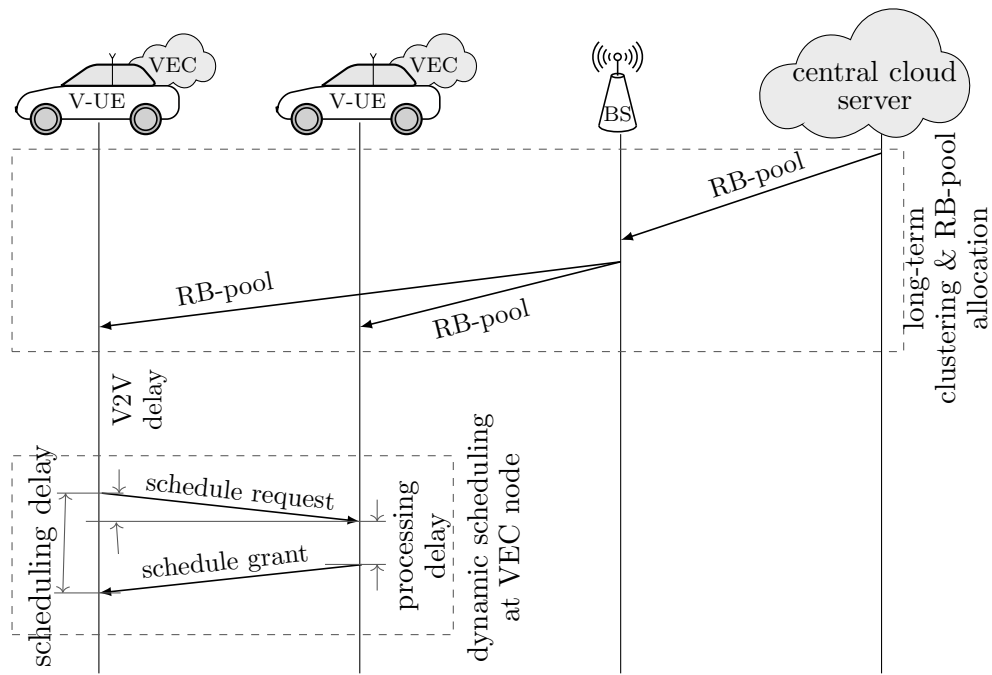 VEC
V-UE
VEC
V-UE
BS
central cloud
server
RB-pool
RB-pool
RB-pool
long-term
clustering & RB-pool
allocation
V2V
delay
scheduling delay
schedule request
schedule grant
processing
delay
dynamic scheduling
at VEC node